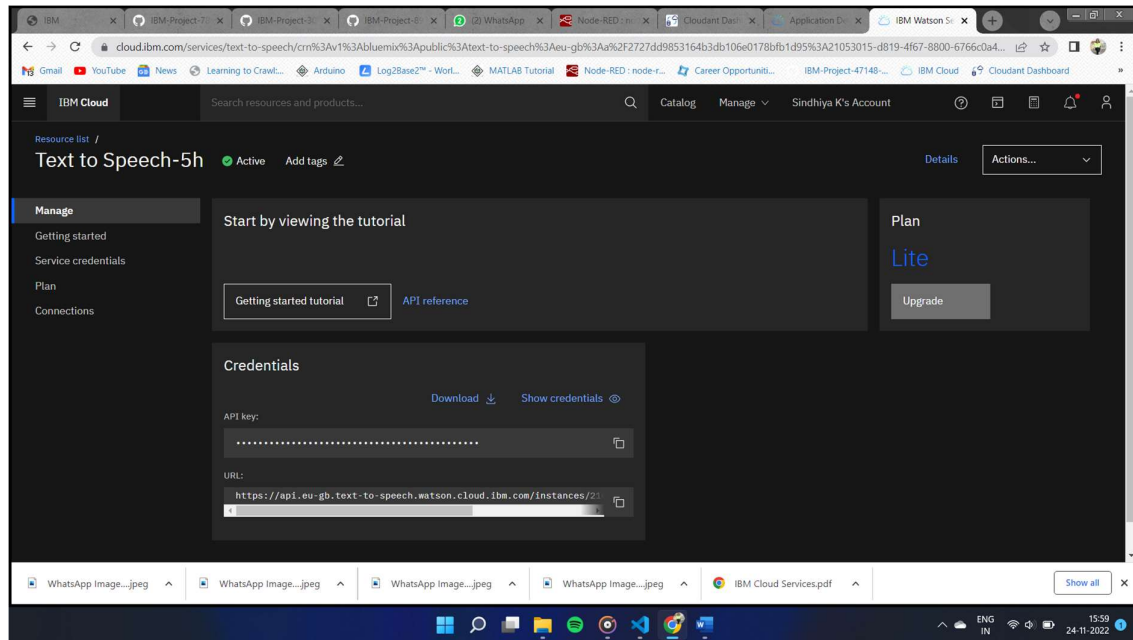 IBM
IBM-Project-
IBM-Project-
IBM-Project-
(2) WhatsApp
Node-RED :
Cloudant Dash
Application De
IBM Watson Se
cloud.ibm.com/services/text-to-speech/crn%3Av1%3Abluemix%3Apublic%3Atext-to-speech%3Aeu-gb%3Aa%2F2727dd9853164b3db106e0178bfb1d95%3A21053015-d819-4f67-8800-6766c0a4...
Gmail
YouTube
News
Learning to Crawl:...
Arduino
Log2Base2™ - Worl...
MATLAB Tutorial
Node-RED : node-r...
Career Opportuniti...
IBM-Project-47148-...
IBM Cloud
Cloudant Dashboard
»
IBM Cloud
Search resources and products...
Catalog
Manage
Sindhiya K's Account
Resource list /
Text to Speech-5h
Active
Add tags
Details
Actions...
Manage
Getting started
Service credentials
Plan
Connections
Start by viewing the tutorial
Getting started tutorial
API reference
Plan
Lite
Upgrade
Credentials
Download
Show credentials
API key:
URL:
https://api.eu-gb.text-to-speech.watson.cloud.ibm.com/instances/21
WhatsApp Image....jpeg
WhatsApp Image....jpeg
WhatsApp Image....jpeg
WhatsApp Image....jpeg
IBM Cloud Services.pdf
Show all
ENG
IN
15:59
24-11-2022
1